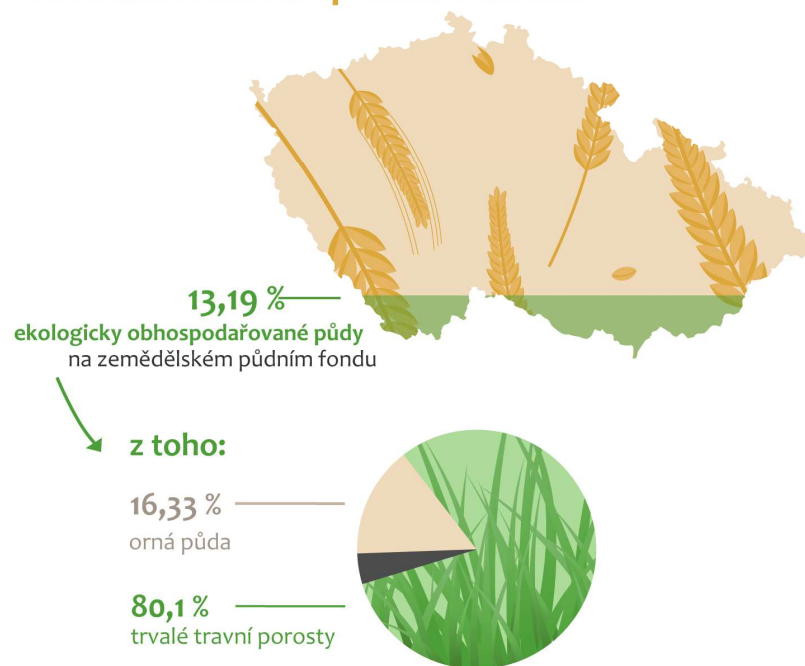 13,19 %
ekologicky obhospodařované půdy
na zemědělském půdním fondu
z toho:
16,33 %
orná půda
80,1 %
trvalé travní porosty